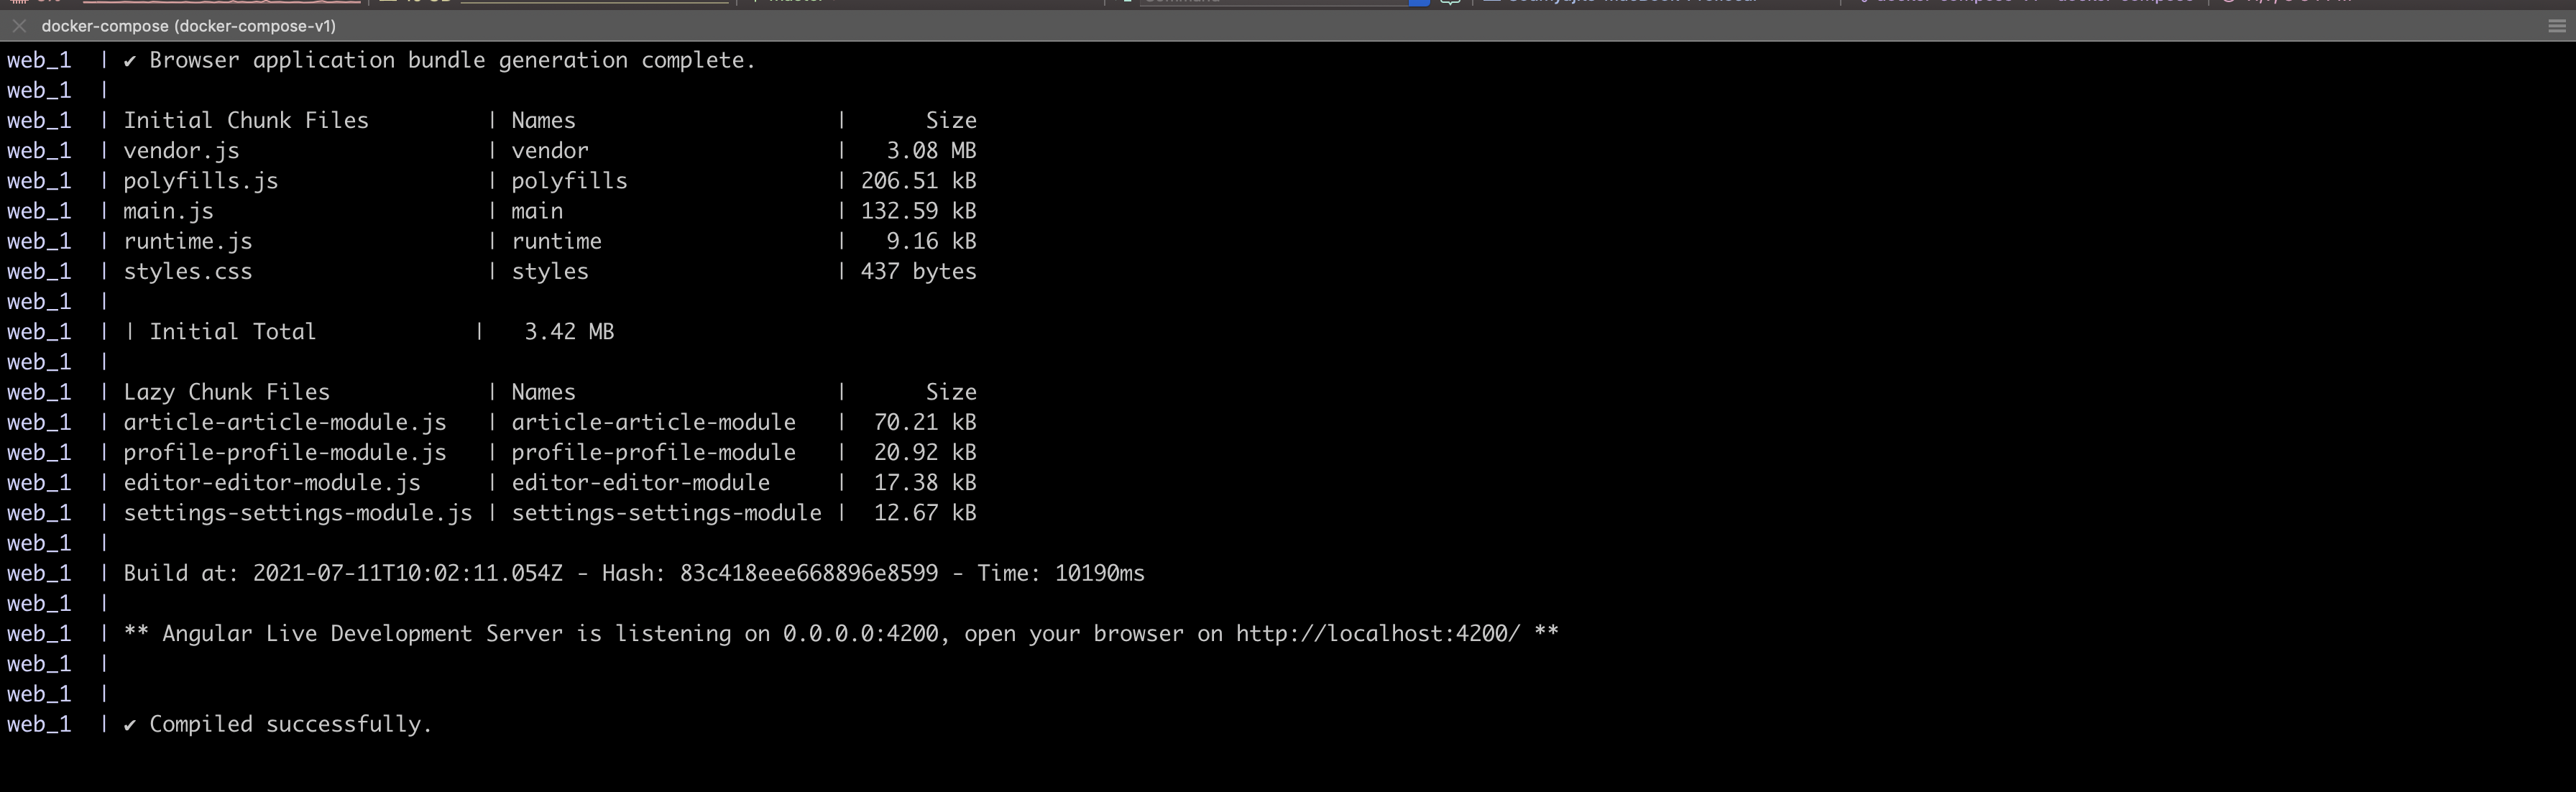 docker-compose (docker-compose-v1)
web_1 | ✔ Browser application bundle generation complete.
web_1 |
web_1 | Initial Chunk Files | Names | Size
web_1 | vendor.js | vendor | 3.08 MB
web_1 | polyfills.js | polyfills | 206.51 kB
web_1 | main.js | main | 132.59 kB
web_1 | runtime.js | runtime | 9.16 kB
web_1 | styles.css | styles | 437 bytes
web_1 |
web_1 | | Initial Total | 3.42 MB
web_1 |
web_1 | Lazy Chunk Files | Names | Size
web_1 | article-article-module.js | article-article-module | 70.21 kB
web_1 | profile-profile-module.js | profile-profile-module | 20.92 kB
web_1 | editor-editor-module.js | editor-editor-module | 17.38 kB
web_1 | settings-settings-module.js | settings-settings-module | 12.67 kB
web_1 |
web_1 | Build at: 2021-07-11T10:02:11.054Z - Hash: 83c418eee668896e8599 - Time: 10190ms
web_1 |
web_1 | ** Angular Live Development Server is listening on 0.0.0.0:4200, open your browser on http://localhost:4200/ **
web_1 |
web_1 |
web_1 | ✔ Compiled successfully.